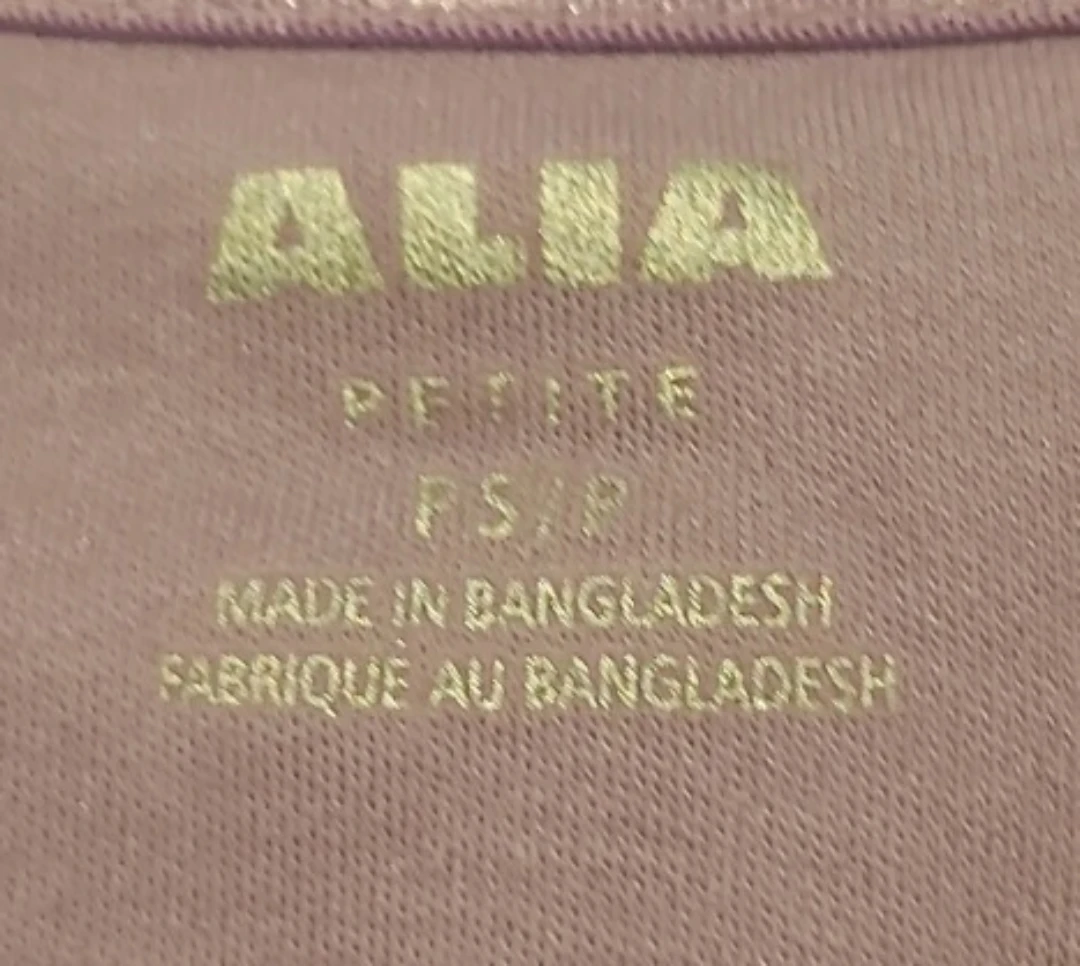 ALIA
PETITE
PS/P
MADE IN BANGLADESH
FABRIQUÉ AU BANGLADESH